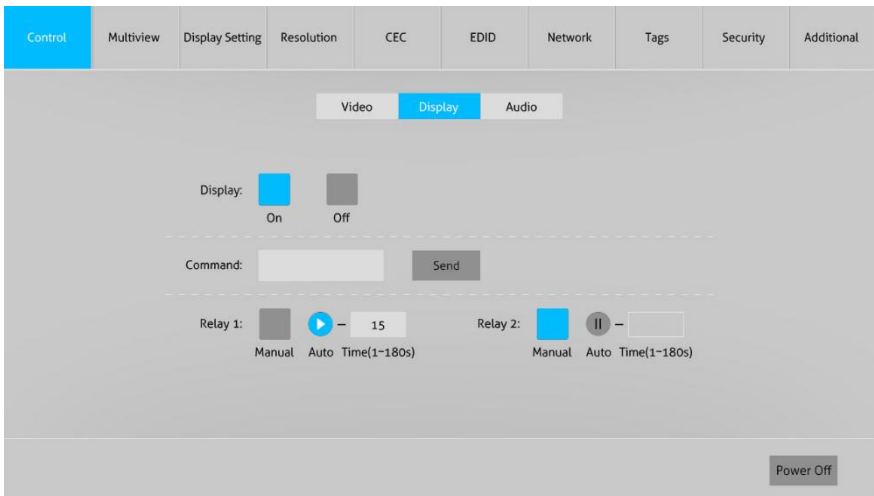 Control Multiview Display Setting Resolution CEC EDID Network Tags Security Additional
Video Display Audio
Display:
On Off
Command: Send
Relay 1: 15 Relay 2:
Manual Auto Time(1-180s) Manual Auto Time(1-180s)
Power Off